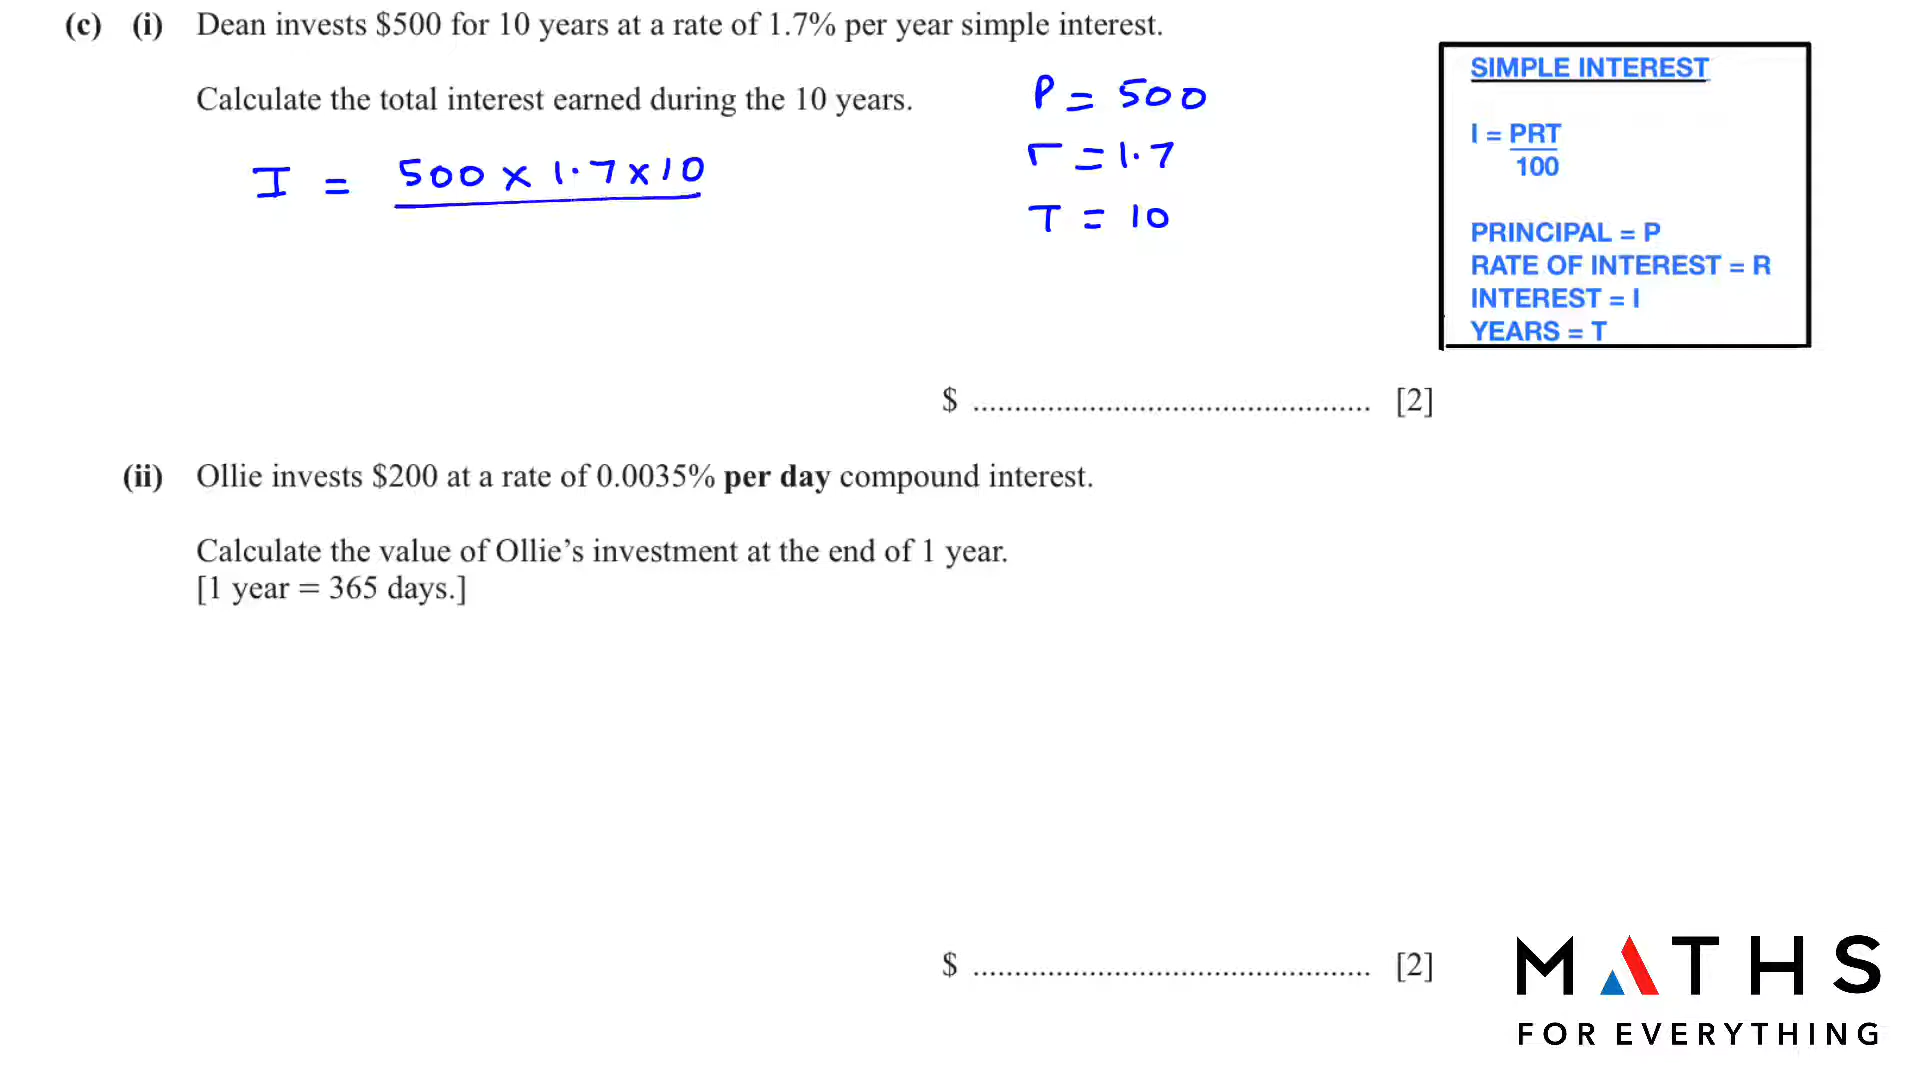 (c) (i) Dean invests $500 for 10 years at a rate of 1.7% per year simple interest.
Calculate the total interest earned during the 10 years.
I = 500 × 1.7 × 10
P = 500
r = 1.7
T = 10
SIMPLE INTEREST
I = PRT
100
PRINCIPAL = P
RATE OF INTEREST = R
INTEREST = I
YEARS = T
$ ................................................ [2]
(ii) Ollie invests $200 at a rate of 0.0035% per day compound interest.
Calculate the value of Ollie’s investment at the end of 1 year.
[1 year = 365 days.]
$ ................................................ [2]
MATHS
FOR EVERYTHING